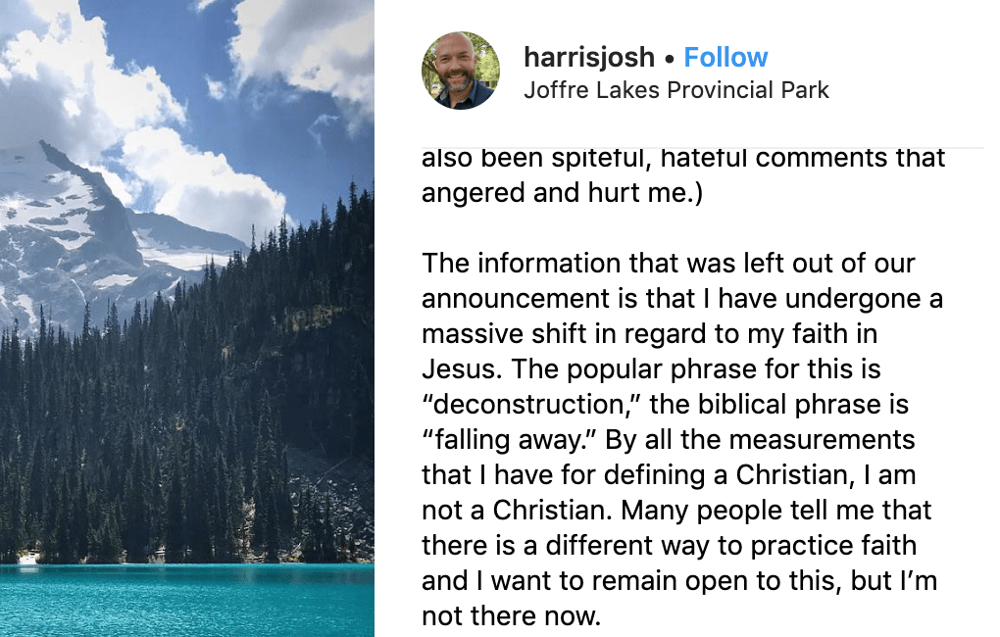 harrisjosh • Follow
Joffre Lakes Provincial Park
also been spiteful, hateful comments that
angered and hurt me.)
The information that was left out of our
announcement is that I have undergone a
massive shift in regard to my faith in
Jesus. The popular phrase for this is
“deconstruction,” the biblical phrase is
“falling away.” By all the measurements
that I have for defining a Christian, I am
not a Christian. Many people tell me that
there is a different way to practice faith
and I want to remain open to this, but I’m
not there now.